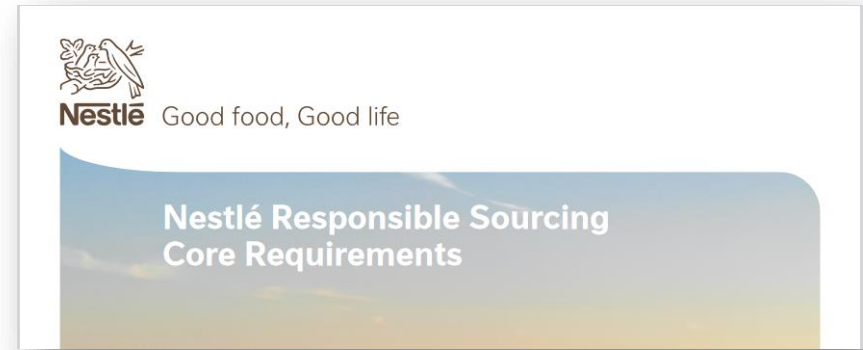 Nestlé Good food, Good life
Nestlé Responsible Sourcing
Core Requirements